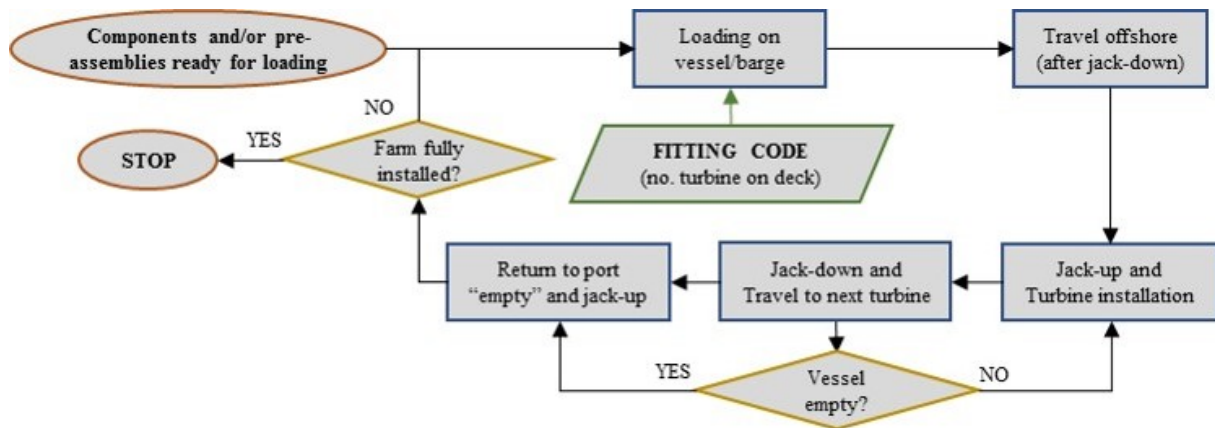 Components and/or pre-
assemblies ready for loading
Loading on
vessel/barge
Travel offshore
(after jack-down)
NO
YES
STOP
Farm fully
installed?
FITTING CODE
(no. turbine on deck)
Return to port
“empty” and jack-up
Jack-down and
Travel to next turbine
Jack-up and
Turbine installation
YES
Vessel
empty?
NO